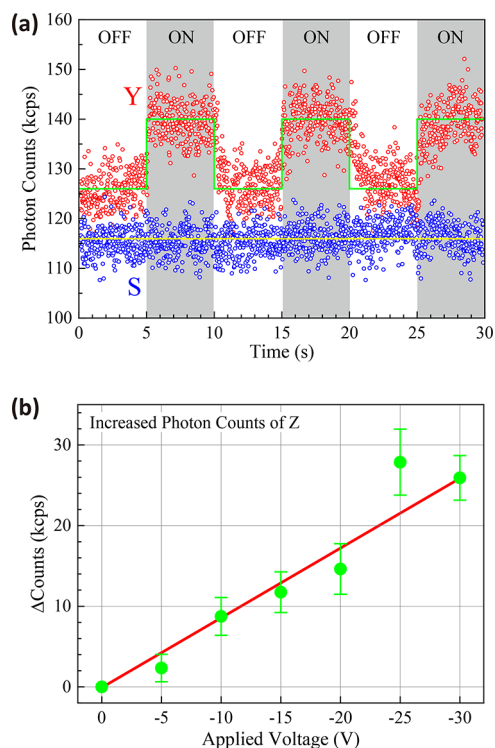 (a)
160
150
140
130
120
110
100
Photon Counts (kcps)
OFF ON OFF ON OFF ON
Y
S
0 5 10 15 20 25 30
Time (s)
(b)
Increased Photon Counts of Z
30
20
10
0
ΔCounts (kcps)
0 -5 -10 -15 -20 -25 -30
Applied Voltage (V)